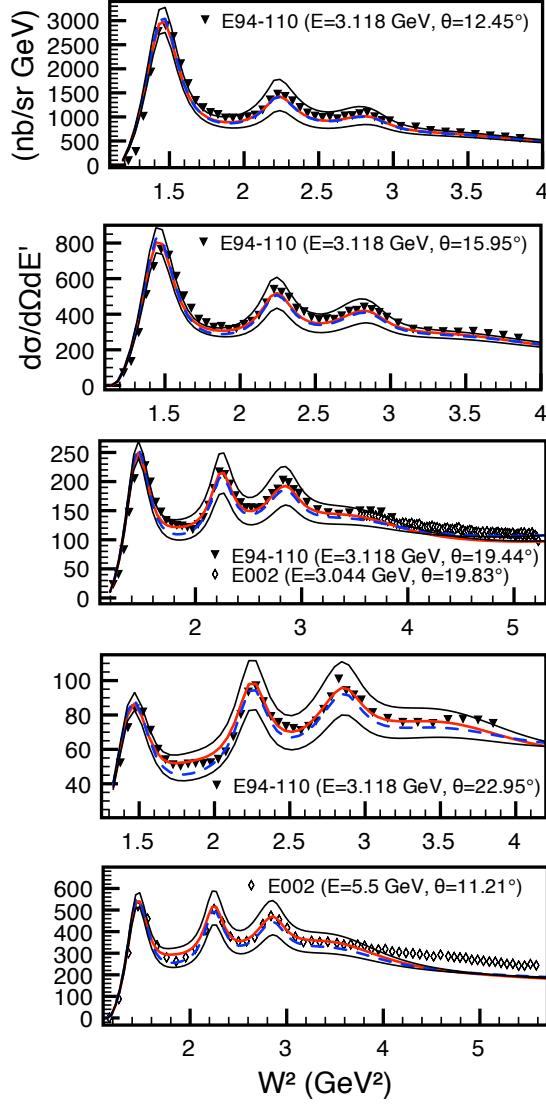 (nb/sr GeV)
3000
2500
2000
1500
1000
500
0
▼ E94-110 (E=3.118 GeV, θ=12.45°)
1.5 2 2.5 3 3.5 4
dσ/dΩdE'
800
600
400
200
0
▼ E94-110 (E=3.118 GeV, θ=15.95°)
1.5 2 2.5 3 3.5 4
250
200
150
100
50
0
▼ E94-110 (E=3.118 GeV, θ=19.44°)
◊ E002 (E=3.044 GeV, θ=19.83°)
2 3 4 5
100
80
60
40
▼ E94-110 (E=3.118 GeV, θ=22.95°)
1.5 2 2.5 3 3.5 4
600
500
400
300
200
100
0
◊ E002 (E=5.5 GeV, θ=11.21°)
2 3 4 5
W² (GeV²)